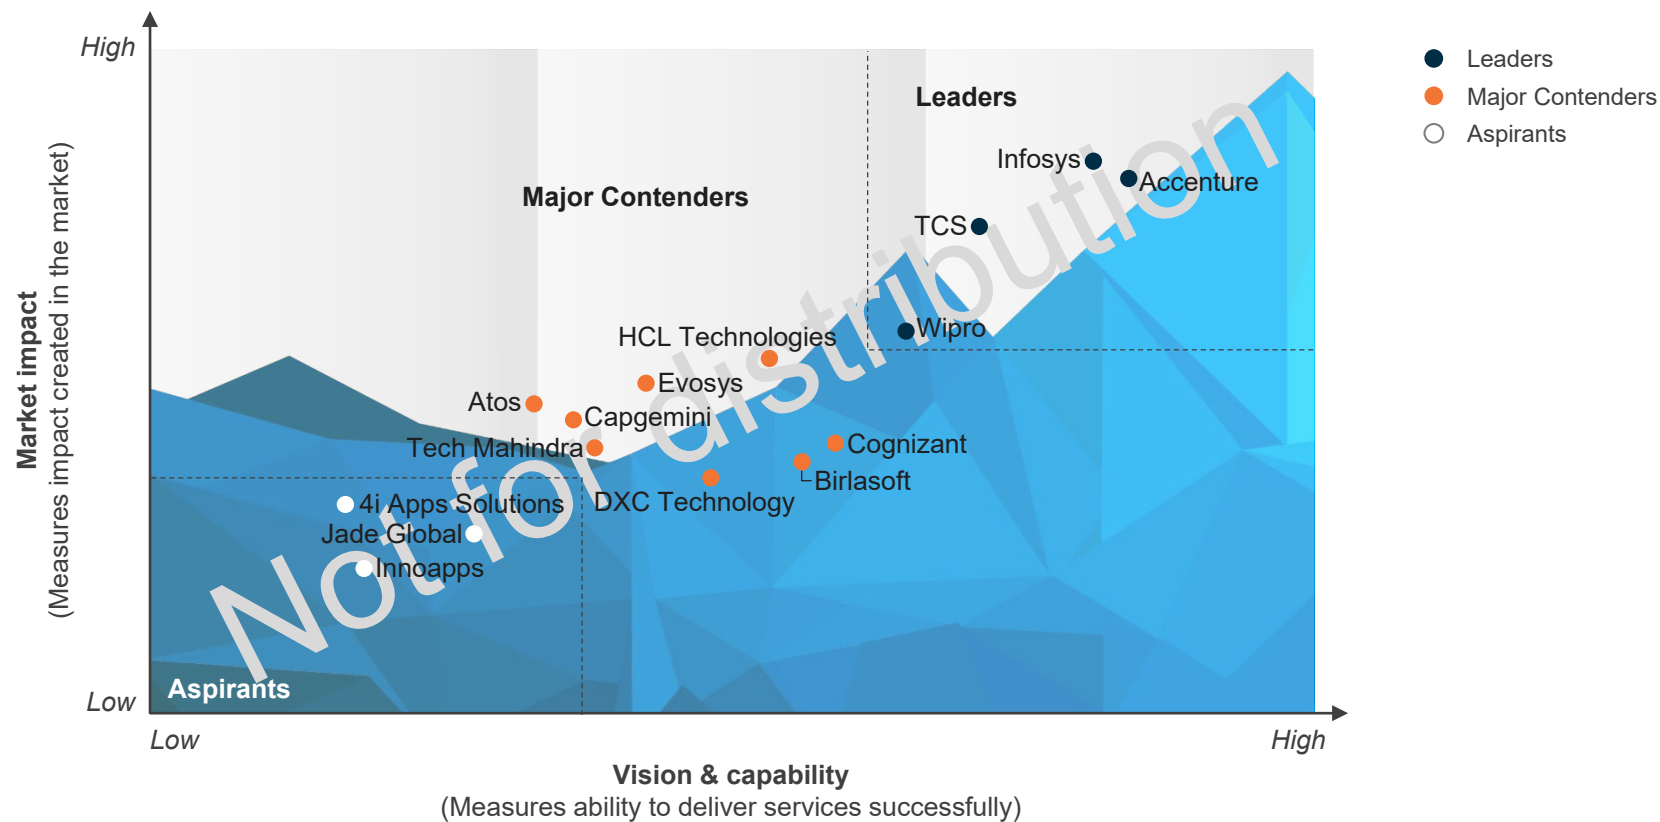 High
Leaders
Major Contenders
Aspirants
Leaders
Infosys
Accenture
Major Contenders
TCS
Wipro
HCL Technologies
Evosys
Atos
Capgemini
Tech Mahindra
Cognizant
Birlasoft
DXC Technology
4i Apps Solutions
Jade Global
Innoapps
Not for distribution
Aspirants
Market impact
(Measures impact created in the market)
Low
Low
High
Vision & capability
(Measures ability to deliver services successfully)